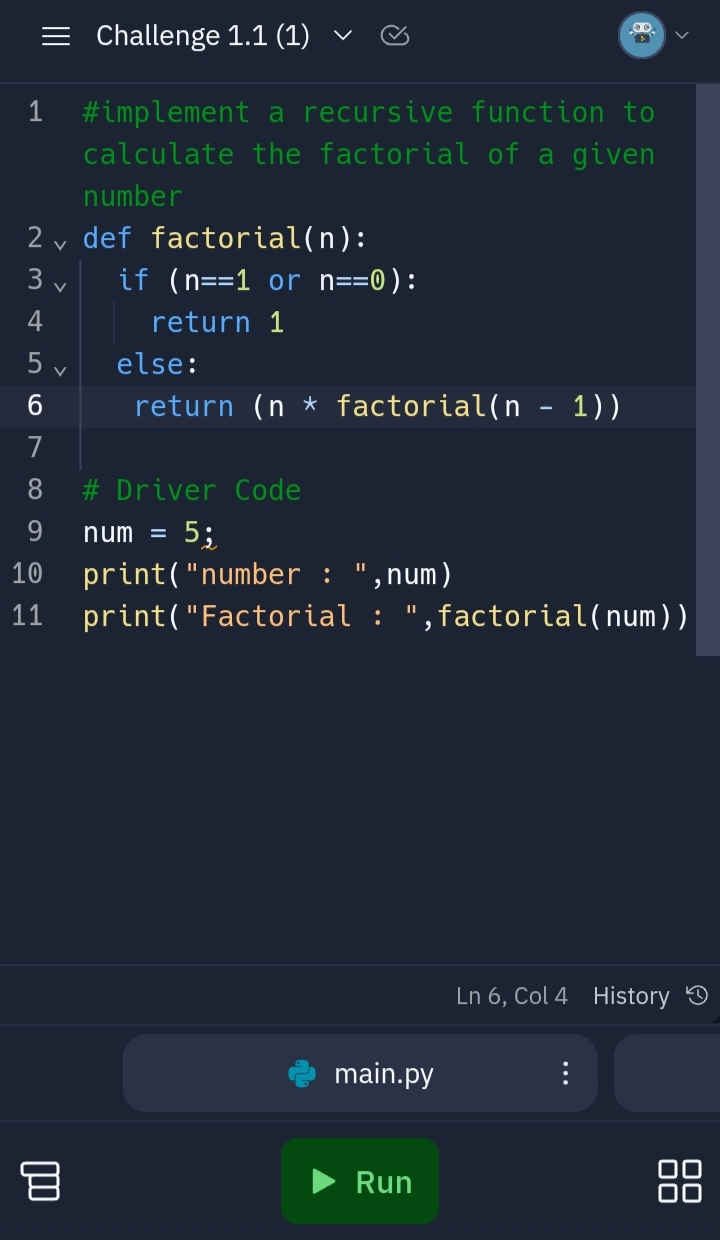 Challenge 1.1 (1)
1 #implement a recursive function to
calculate the factorial of a given
number
2 def factorial(n):
3   if (n==1 or n==0):
4     return 1
5   else:
6    return (n * factorial(n - 1))
7
8 # Driver Code
9 num = 5;
10 print("number : ",num)
11 print("Factorial : ",factorial(num))
Ln 6, Col 4 History
main.py
Run